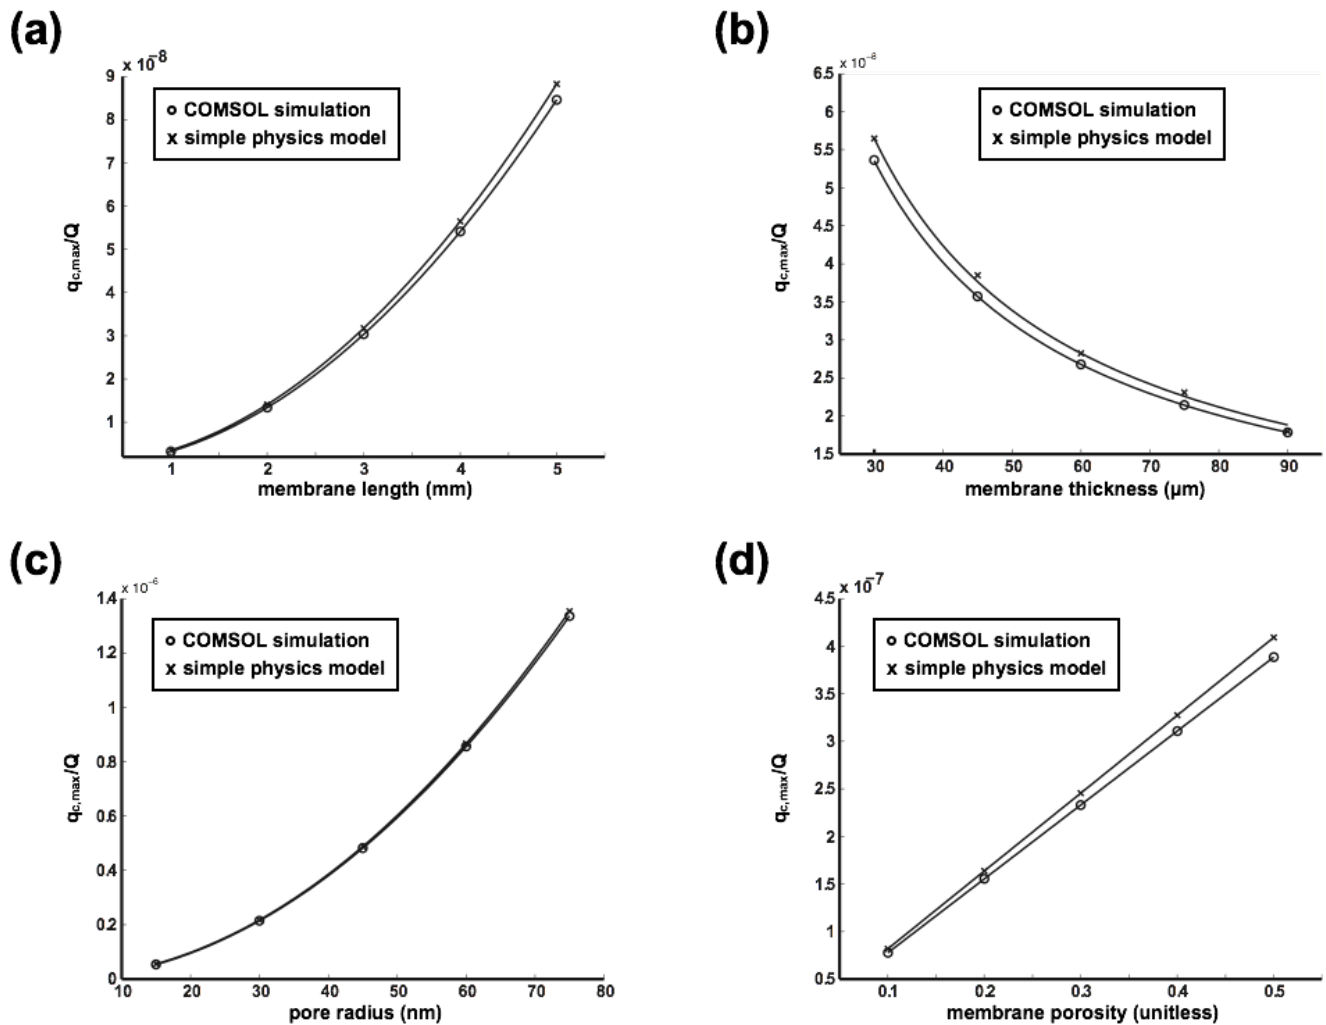 (a)
x 10⁻⁸
9
8
7
6
5
4
3
2
1
q_c,max/Q
o COMSOL simulation
x simple physics model
1 2 3 4 5
membrane length (mm)
(b)
x 10⁻⁸
6.5
6
5.5
5
4.5
4
3.5
3
2.5
2
1.5
q_c,max/Q
o COMSOL simulation
x simple physics model
30 40 50 60 70 80 90
membrane thickness (μm)
(c)
x 10⁻⁶
1.4
1.2
1
0.8
0.6
0.4
0.2
0
q_c,max/Q
o COMSOL simulation
x simple physics model
10 20 30 40 50 60 70 80
pore radius (nm)
(d)
x 10⁻⁷
4.5
4
3.5
3
2.5
2
1.5
1
0.5
q_c,max/Q
o COMSOL simulation
x simple physics model
0.1 0.2 0.3 0.4 0.5
membrane porosity (unitless)